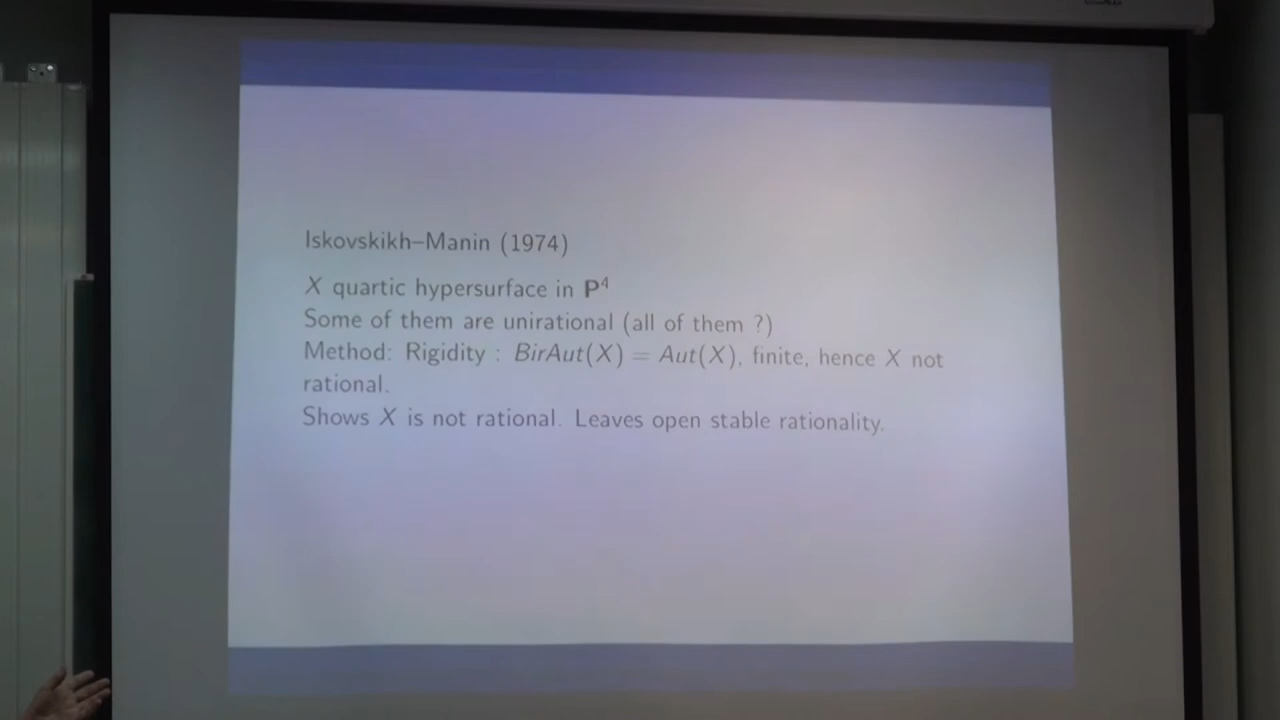 Iskovskikh–Manin (1974)
X quartic hypersurface in P⁴
Some of them are unirational (all of them ?)
Method: Rigidity : BirAut(X) = Aut(X), finite, hence X not
rational.
Shows X is not rational. Leaves open stable rationality.